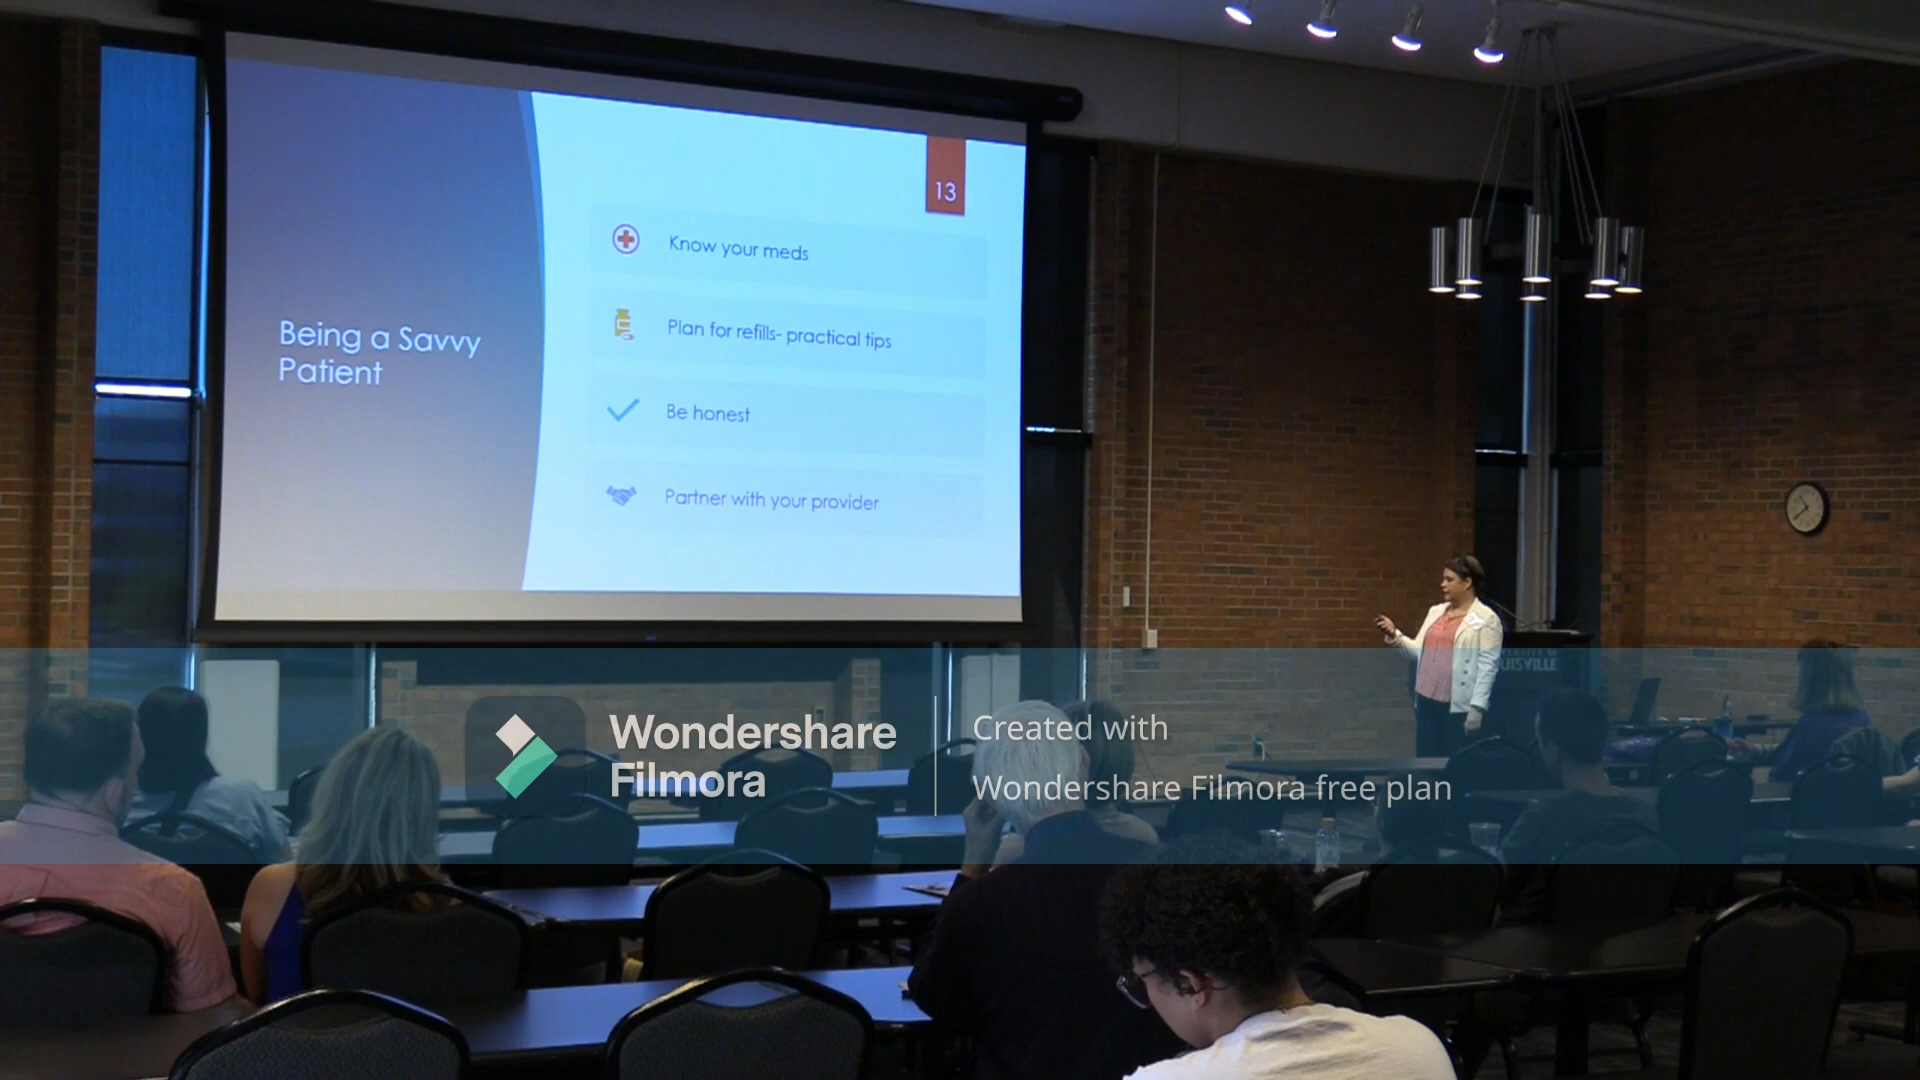 13
Know your meds
Plan for refills- practical tips
Being a Savvy
Patient
Be honest
Partner with your provider
UISVILLE
Wondershare
Filmora
Created with
Wondershare Filmora free plan